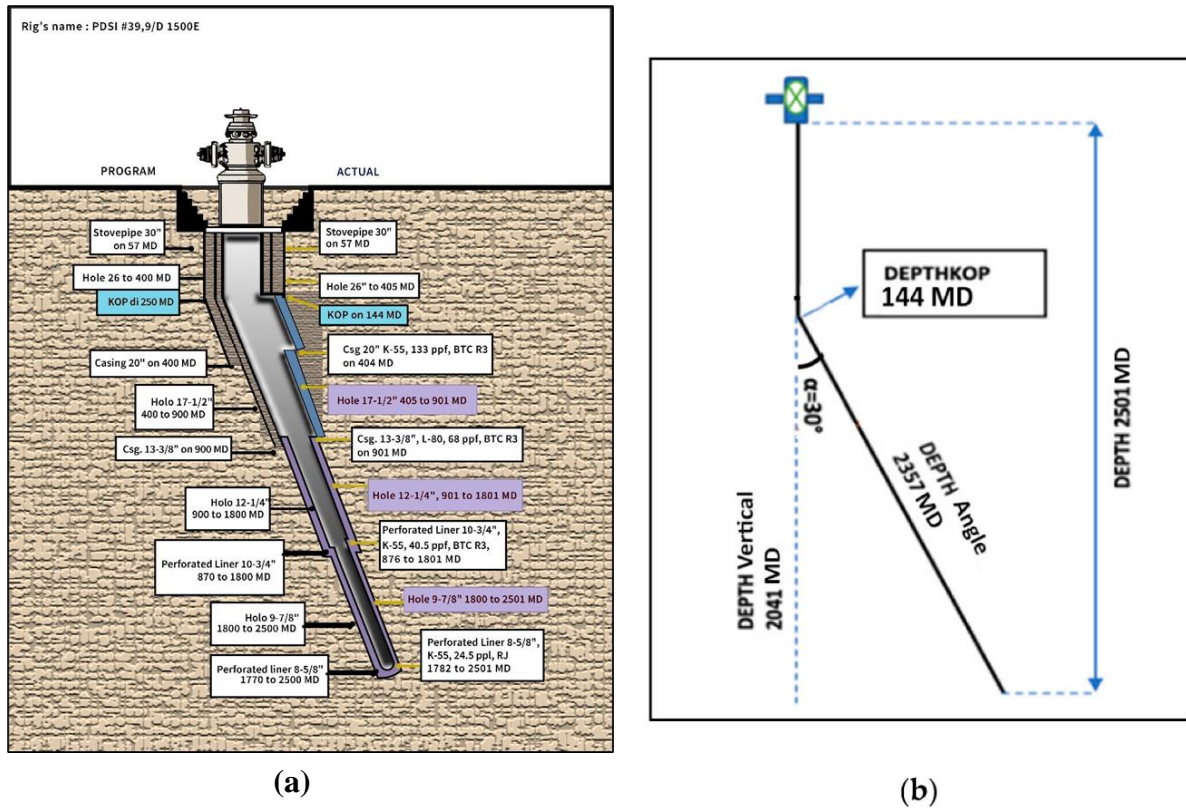 Rig's name : PDSI #39,9/D 1500E
PROGRAM
ACTUAL
Stovepipe 30"
on 57 MD
Hole 26 to 400 MD
KOP di 250 MD
Casing 20" on 400 MD
Holo 17-1/2"
400 to 900 MD
Csg. 13-3/8" on 900 MD
Holo 12-1/4"
900 to 1800 MD
Perforated Liner 10-3/4"
870 to 1800 MD
Holo 9-7/8"
1800 to 2500 MD
Perforated liner 8-5/8"
1770 to 2500 MD
Stovepipe 30"
on 57 MD
Hole 26" to 405 MD
KOP on 144 MD
Csg 20" K-55, 133 ppf, BTC R3
on 404 MD
Hole 17-1/2" 405 to 901 MD
Csg. 13-3/8", L-80, 68 ppf, BTC R3
on 901 MD
Hole 12-1/4", 901 to 1801 MD
Perforated Liner 10-3/4",
K-55, 40.5 ppf, BTC R3,
876 to 1801 MD
Hole 9-7/8" 1800 to 2501 MD
Perforated Liner 8-5/8",
K-55, 24.5 ppl, RJ
1782 to 2501 MD
(a)
DEPTHKOP
144 MD
α=30°
DEPTH Vertical
2041 MD
DEPTH Angle
2357 MD
DEPTH 2501 MD
(b)